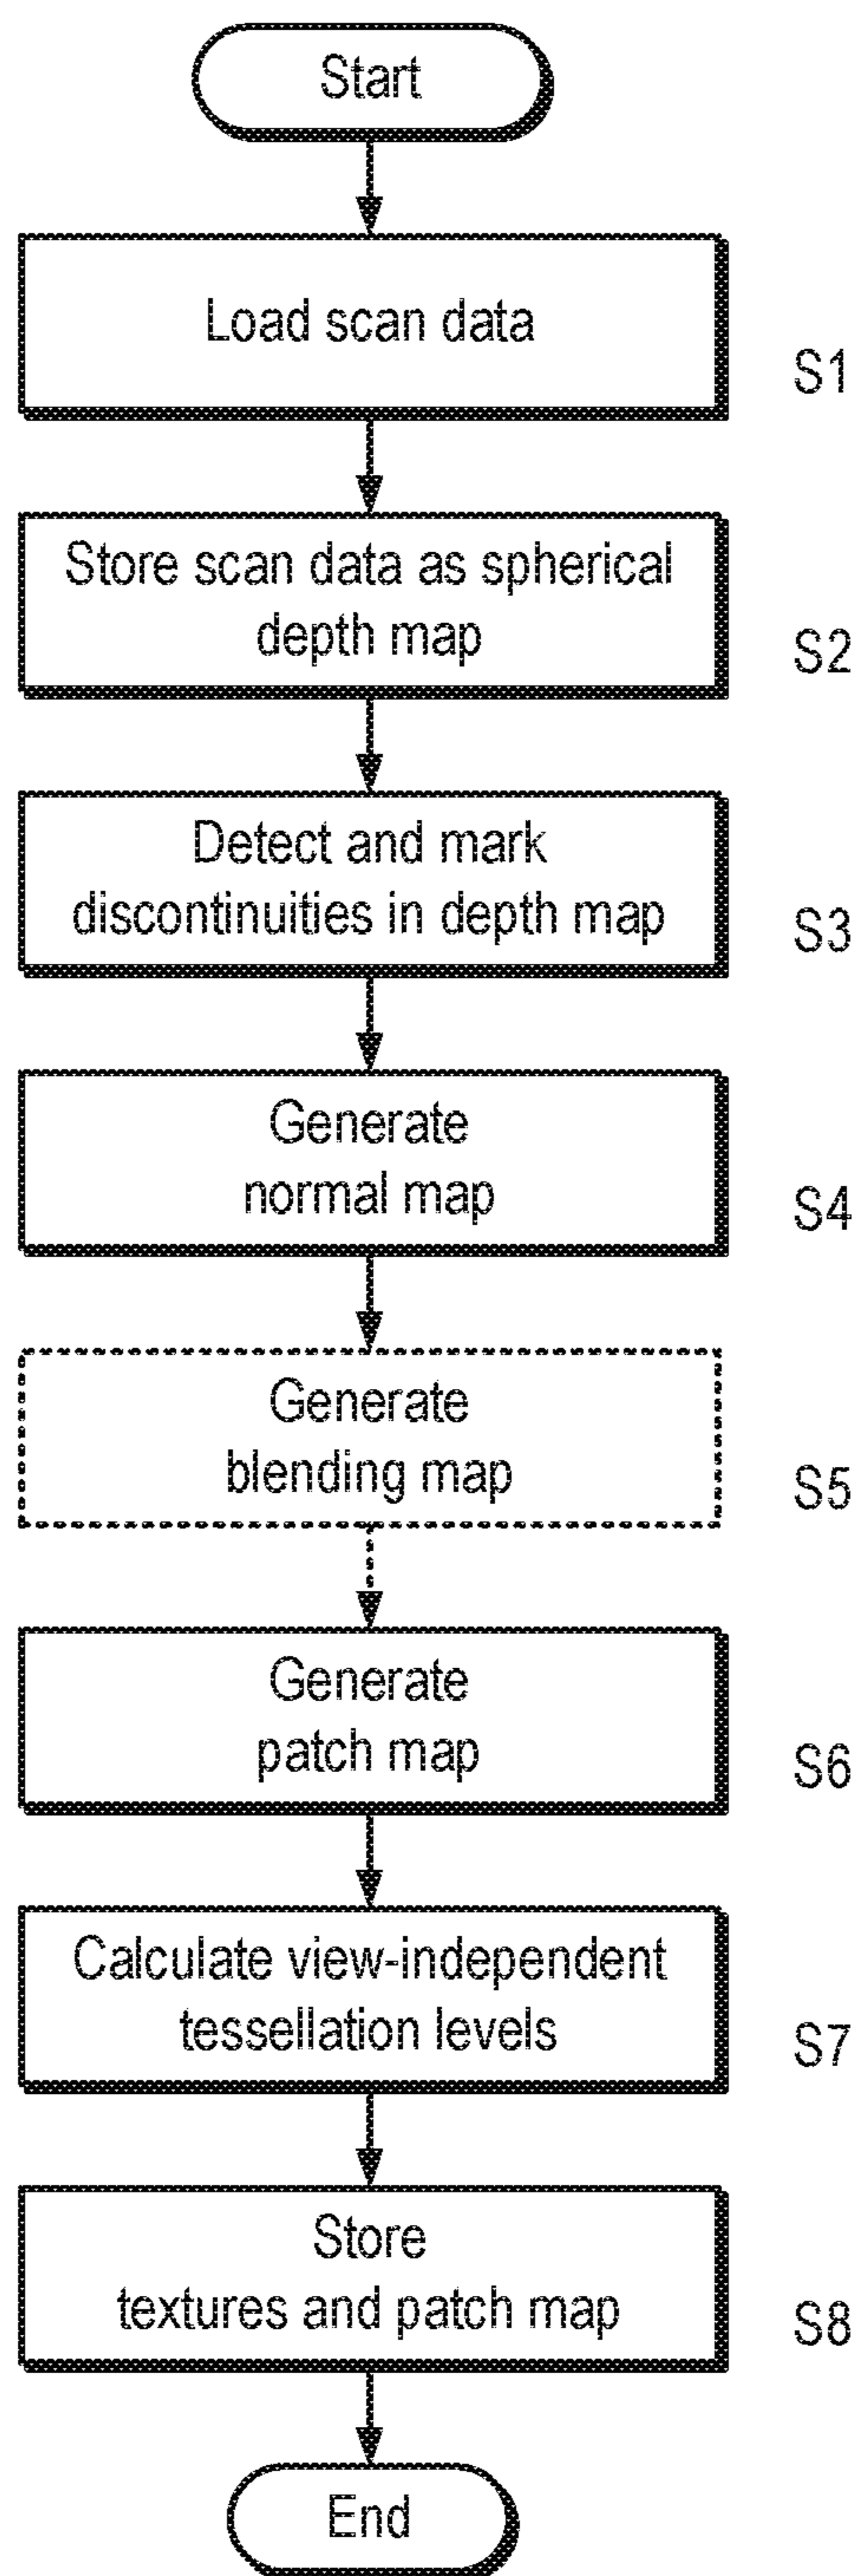 Start
Load scan data
S1
Store scan data as spherical
depth map
S2
Detect and mark
discontinuities in depth map
S3
Generate
normal map
S4
Generate
blending map
S5
Generate
patch map
S6
Calculate view-independent
tessellation levels
S7
Store
textures and patch map
S8
End